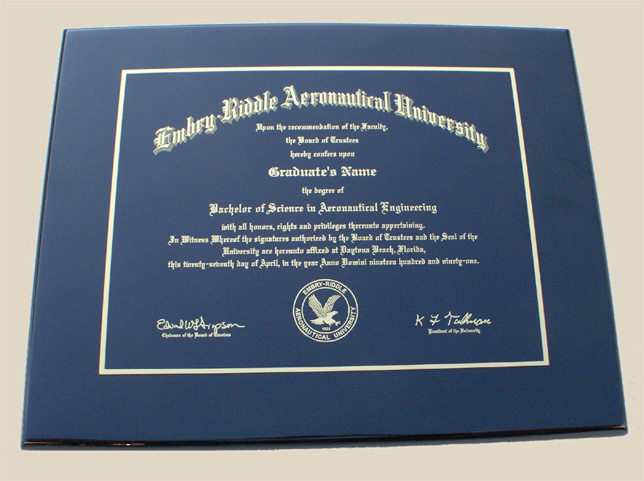 Embry-Riddle Aeronautical University
Upon the recommendation of the Faculty,
the Board of Trustees
hereby confers upon
Graduate's Name
the degree of
Bachelor of Science in Aeronautical Engineering
with all honors, rights and privileges thereunto appertaining.
In Witness Whereof the signatures authorized by the Board of Trustees and the Seal of the
University are hereunto affixed at Daytona Beach, Florida,
this twenty-seventh day of April, in the year Anno Domini nineteen hundred and ninety-one.
EMBRY-RIDDLE
AERONAUTICAL UNIVERSITY
Chairman of the Board of Trustees
President of the University